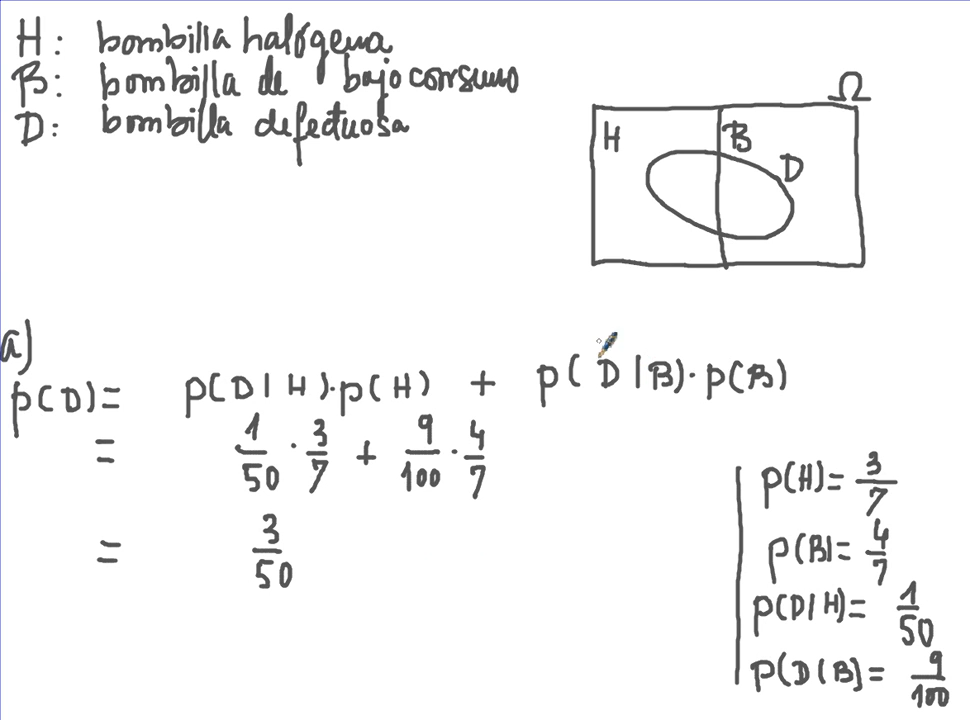 H: bombilla halógena
B: bombilla de bajo consumo
D: bombilla defectuosa
Ω
H B D
a)
p(D)= p(D|H)·p(H) + p(D|B)·p(B)
= 1/50 · 3/7 + 9/100 · 4/7
= 3/50
p(H)= 3/7
p(B)= 4/7
p(D|H)= 1/50
p(D|B)= 9/100